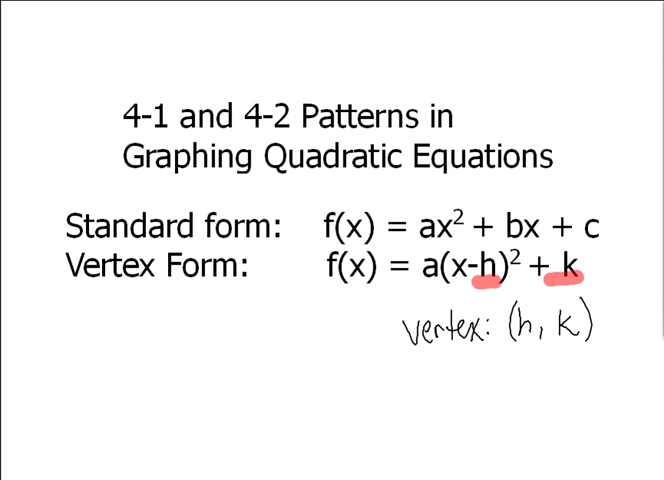 4-1 and 4-2 Patterns in
Graphing Quadratic Equations
Standard form: f(x) = ax² + bx + c
Vertex Form: f(x) = a(x-h)² + k
vertex: (h, k)